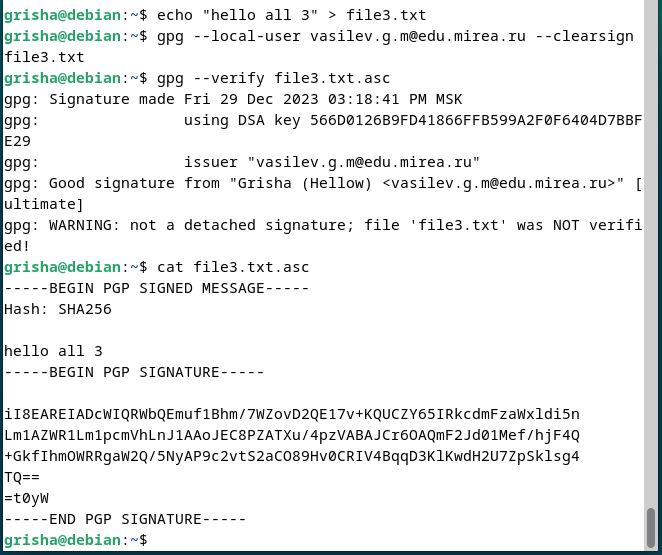 grisha@debian:~$ echo "hello all 3" > file3.txt
grisha@debian:~$ gpg --local-user vasilev.g.m@edu.mirea.ru --clearsign
file3.txt
grisha@debian:~$ gpg --verify file3.txt.asc
gpg: Signature made Fri 29 Dec 2023 03:18:41 PM MSK
gpg:                using DSA key 566D0126B9FD41866FFB599A2F0F6404D7BBF
E29
gpg:                issuer "vasilev.g.m@edu.mirea.ru"
gpg: Good signature from "Grisha (Hellow) <vasilev.g.m@edu.mirea.ru>" [
ultimate]
gpg: WARNING: not a detached signature; file 'file3.txt' was NOT verifi
ed!
grisha@debian:~$ cat file3.txt.asc
-----BEGIN PGP SIGNED MESSAGE-----
Hash: SHA256

hello all 3
-----BEGIN PGP SIGNATURE-----

iI8EAREIADcWIQRWbQEmuf1Bhm/7WZovD2QE17v+KQUCZY65IRkcdmFzaWxldi5n
Lm1AZWR1Lm1pcmVhLnJ1AAoJEC8PZATXu/4pzVABAJCr6OAQmF2Jd01Mef/hjF4Q
+GkfIhmOWRRgaW2Q/5NyAP9c2vtS2aCO89Hv0CRIV4BqqD3KlKwdH2U7ZpSklsg4
TQ==
=t0yW
-----END PGP SIGNATURE-----
grisha@debian:~$